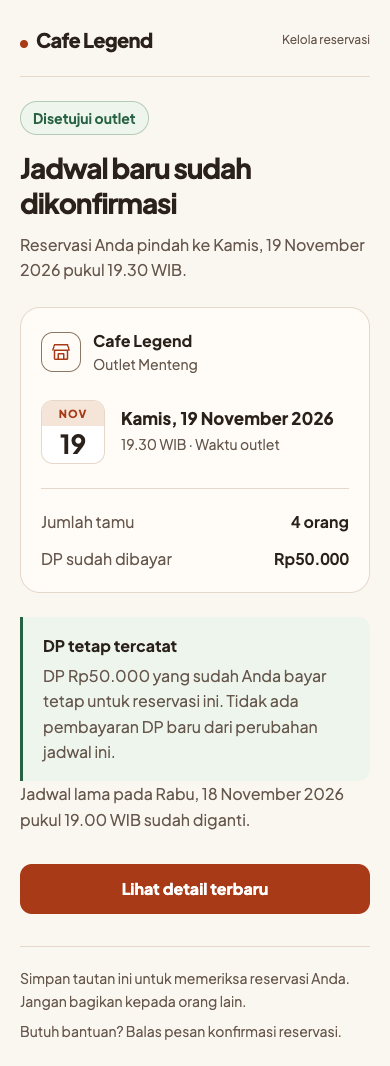 Cafe Legend
Kelola reservasi
Disetujui outlet
Jadwal baru sudah
dikonfirmasi
Reservasi Anda pindah ke Kamis, 19 November
2026 pukul 19.30 WIB.
Cafe Legend
Outlet Menteng
NOV
19
Kamis, 19 November 2026
19.30 WIB · Waktu outlet
Jumlah tamu
4 orang
DP sudah dibayar
Rp50.000
DP tetap tercatat
DP Rp50.000 yang sudah Anda bayar
tetap untuk reservasi ini. Tidak ada
pembayaran DP baru dari perubahan
jadwal ini.
Jadwal lama pada Rabu, 18 November 2026
pukul 19.00 WIB sudah diganti.
Lihat detail terbaru
Simpan tautan ini untuk memeriksa reservasi Anda.
Jangan bagikan kepada orang lain.
Butuh bantuan? Balas pesan konfirmasi reservasi.